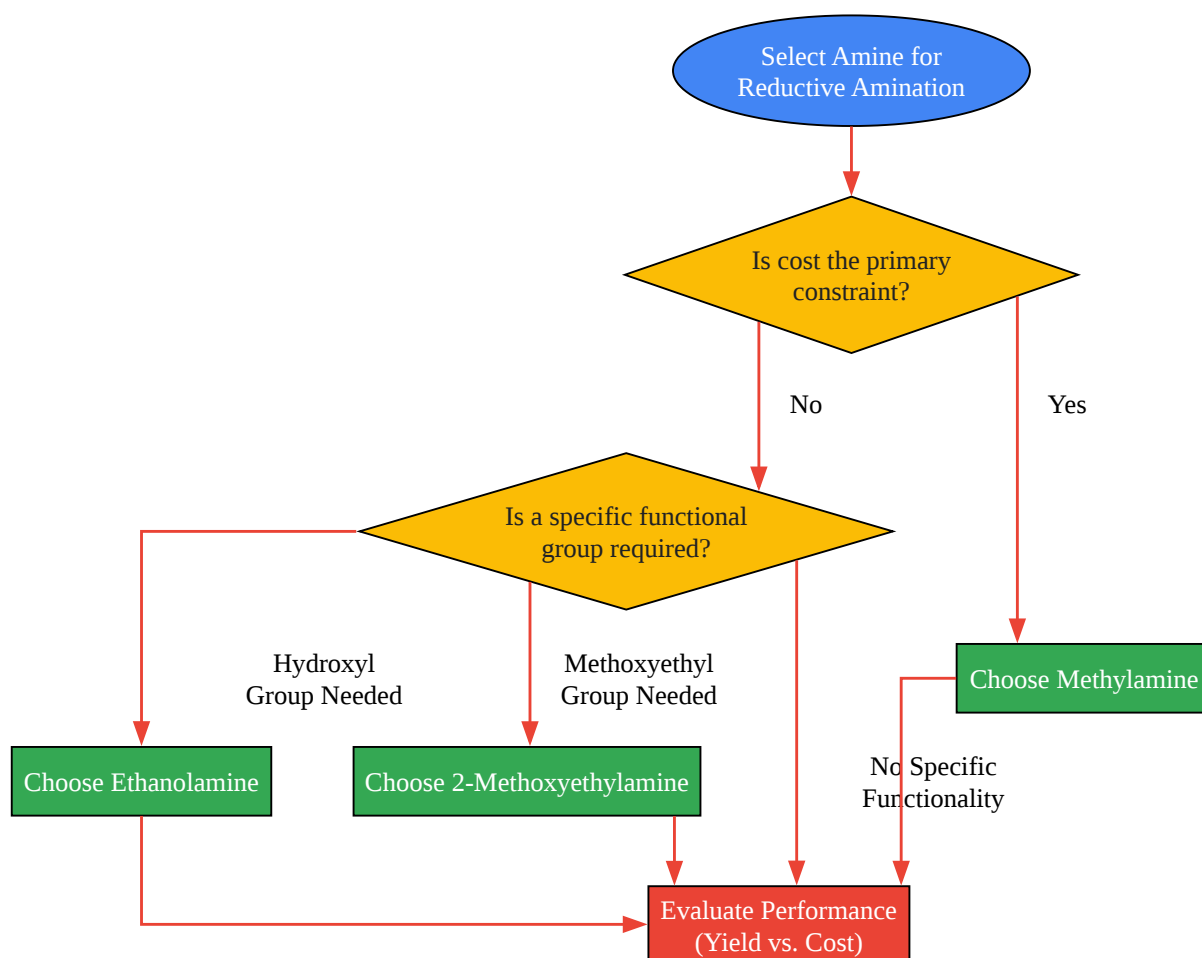 Select Amine for
Reductive Amination
Is cost the primary
constraint?
No
Yes
Is a specific functional
group required?
Hydroxyl
Group Needed
Methoxyethyl
Group Needed
Choose Methylamine
Choose Ethanolamine
Choose 2-Methoxyethylamine
No Specific
Functionality
Evaluate Performance
(Yield vs. Cost)